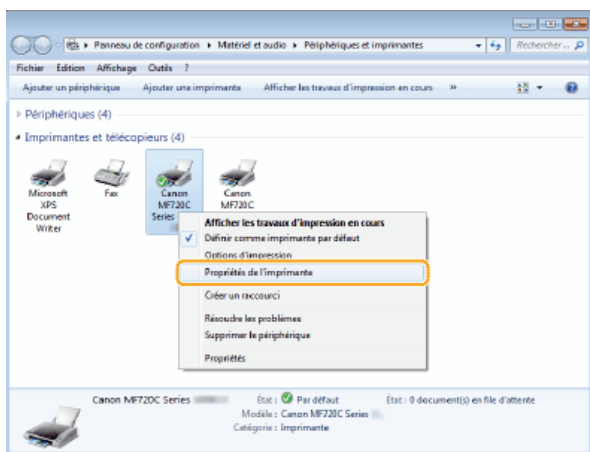 Panneau de configuration ▸ Matériel et audio ▸ Périphériques et imprimantes
Rechercher ...
Fichier Edition Affichage Outils ?
Ajouter un périphérique Ajouter une imprimante Afficher les travaux d'impression en cours »
Périphériques (4)
Imprimantes et télécopieurs (4)
Microsoft XPS Document Writer
Fax
Canon MF720C Series
Canon MF720C
Afficher les travaux d'impression en cours
Définir comme imprimante par défaut
Options d'impression
Propriétés de l'imprimante
Créer un raccourci
Résoudre les problèmes
Supprimer le périphérique
Propriétés
Canon MF720C Series État : Par défaut État : 0 document(s) en file d'attente
Modèle : Canon MF720C Series
Catégorie : Imprimante